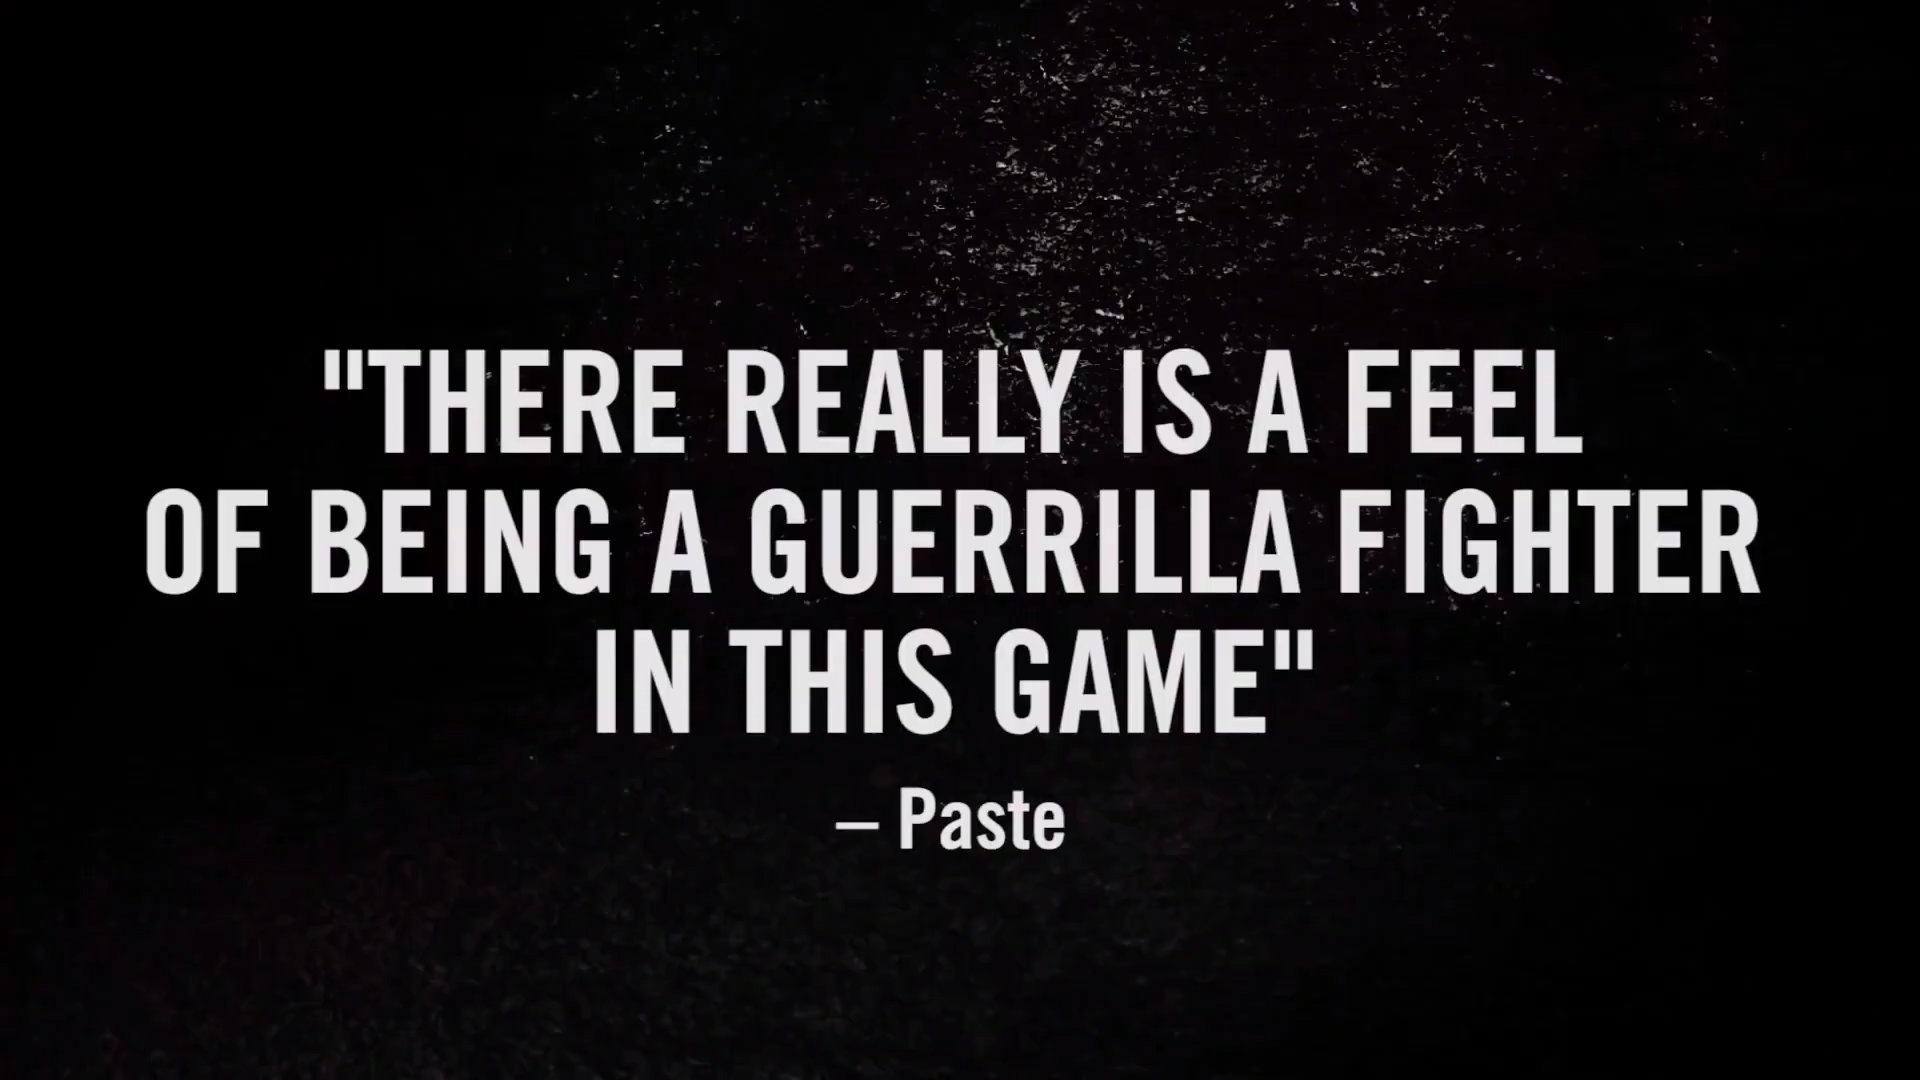 "THERE REALLY IS A FEEL
OF BEING A GUERRILLA FIGHTER
IN THIS GAME"
– Paste